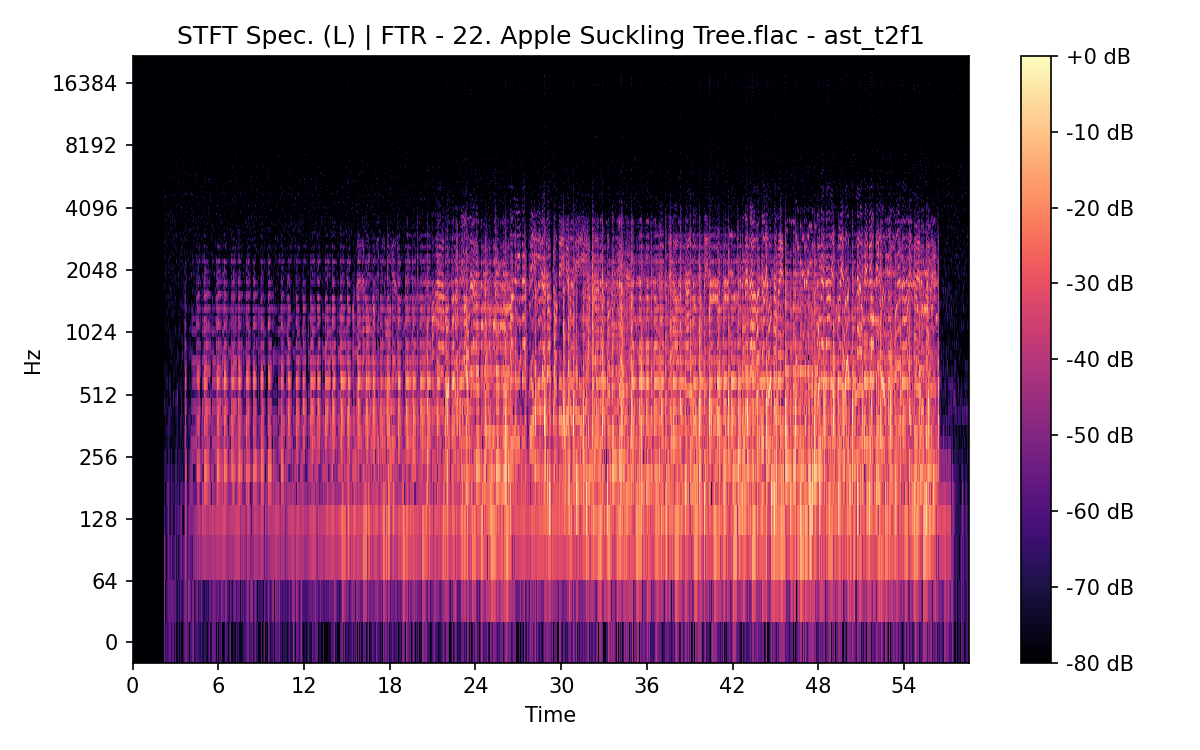 STFT Spec. (L) | FTR - 22. Apple Suckling Tree.flac - ast_t2f1
Hz
16384
8192
4096
2048
1024
512
256
128
64
0
0 6 12 18 24 30 36 42 48 54
Time
+0 dB
-10 dB
-20 dB
-30 dB
-40 dB
-50 dB
-60 dB
-70 dB
-80 dB